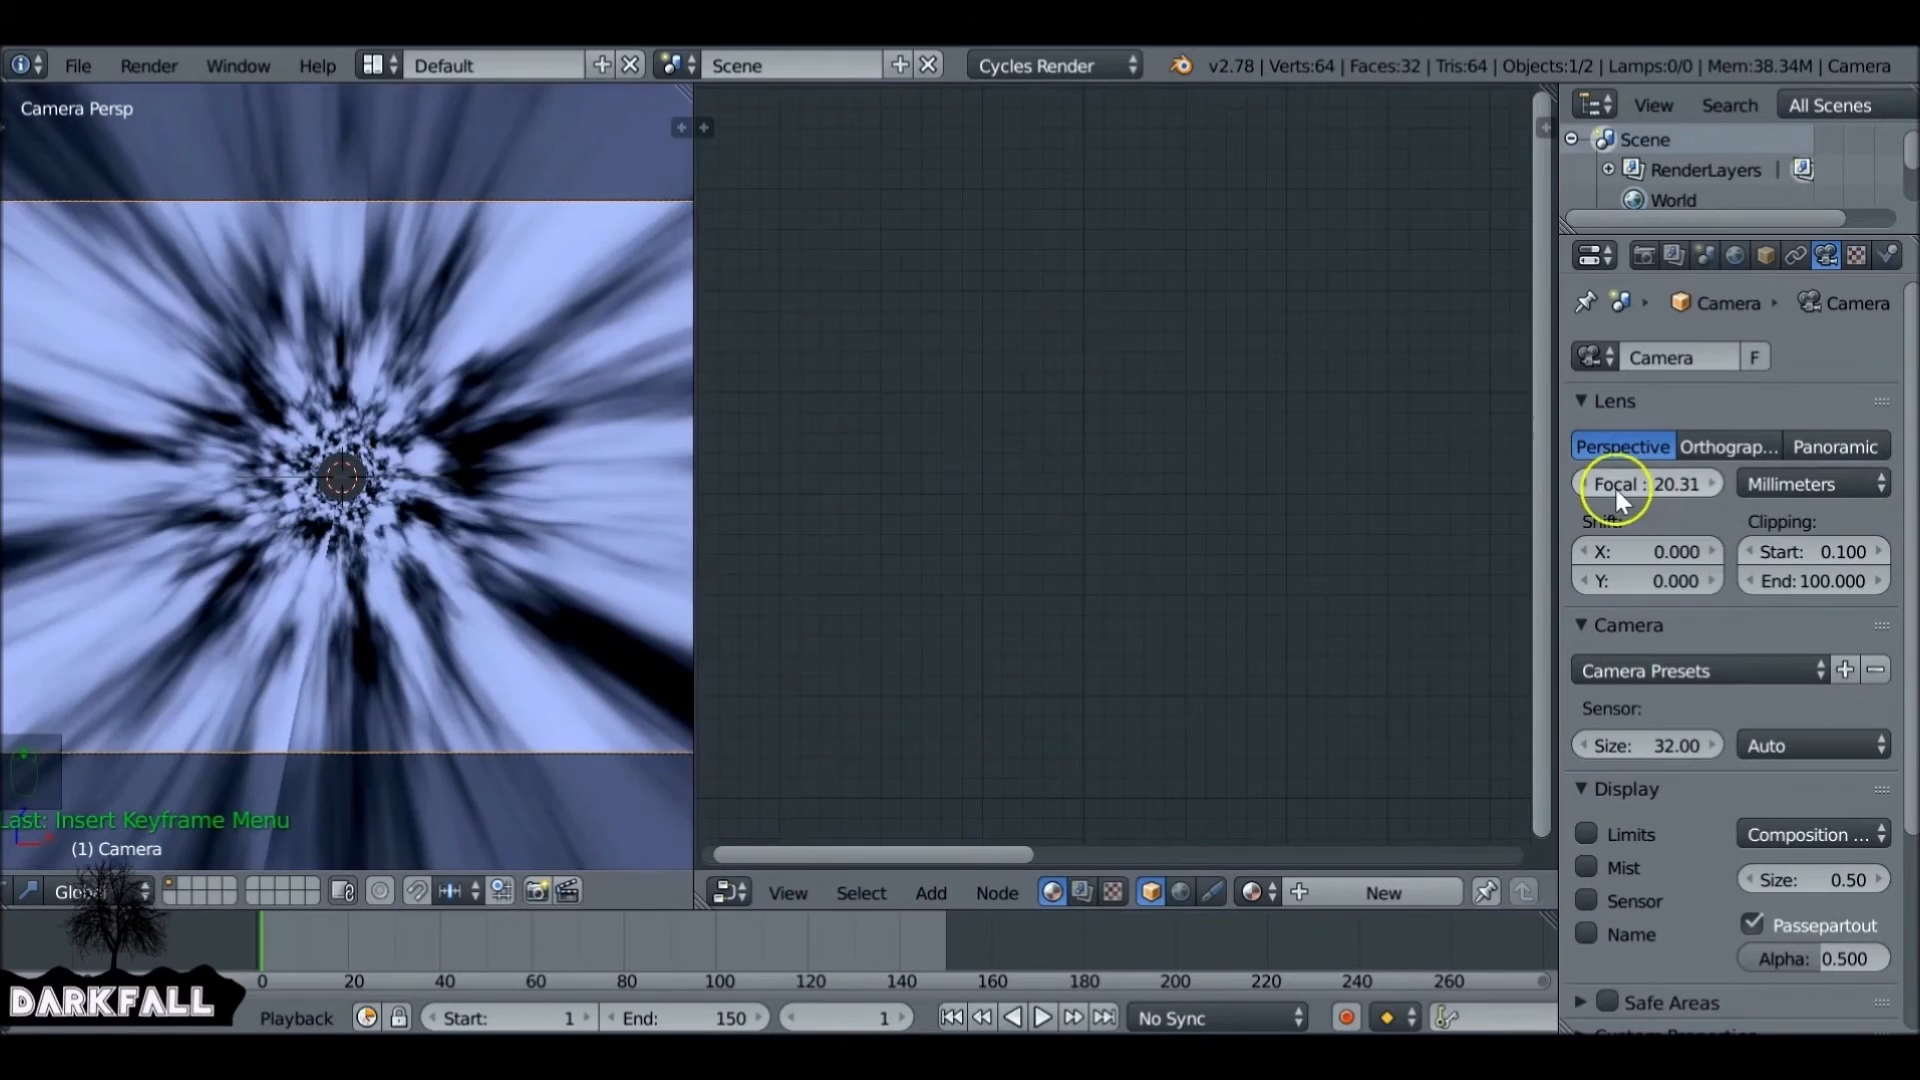 File Render Window Help Default Scene Cycles Render v2.78 | Verts:64 | Faces:32 | Tris:64 | Objects:1/2 | Lamps:0/0 | Mem:38.34M | Camera
Camera Persp
View Search All Scenes
Scene
RenderLayers
World
Camera Camera
Camera F
Lens
Perspective Orthograp... Panoramic
Focal : 20.31 Millimeters
Shift: Clipping:
X: 0.000 Start: 0.100
Y: 0.000 End: 100.000
Camera
Camera Presets
Sensor:
Size: 32.00 Auto
Display
Limits Composition ...
Mist Size: 0.50
Sensor
Name Passepartout
Alpha: 0.500
Safe Areas
Last: Insert Keyframe Menu
(1) Camera
View Select Add Node New
0 20 40 60 80 100 120 140 160 180 200 220 240 260
DARKFALL
Playback Start: 1 End: 150 1 No Sync